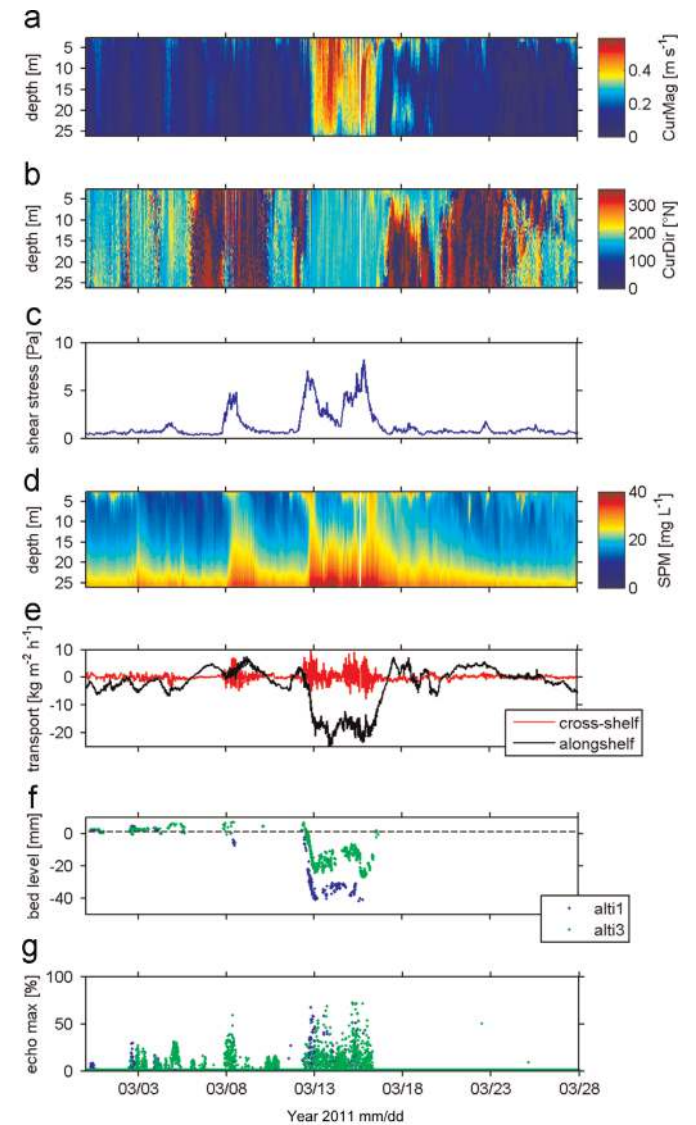 a
depth [m]
5
10
15
20
25
0.4
0.2
0
CurMag [m s-1]
b
depth [m]
5
10
15
20
25
300
200
100
0
CurDir [°N]
c
shear stress [Pa]
10
5
0
d
depth [m]
5
10
15
20
25
40
20
0
SPM [mg L-1]
e
transport [kg m-2 h-1]
10
0
-10
-20
cross-shelf
alongshelf
f
bed level [mm]
0
-20
-40
alti1
alti3
g
echo max [%]
100
50
0
03/03 03/08 03/13 03/18 03/23 03/28
Year 2011 mm/dd